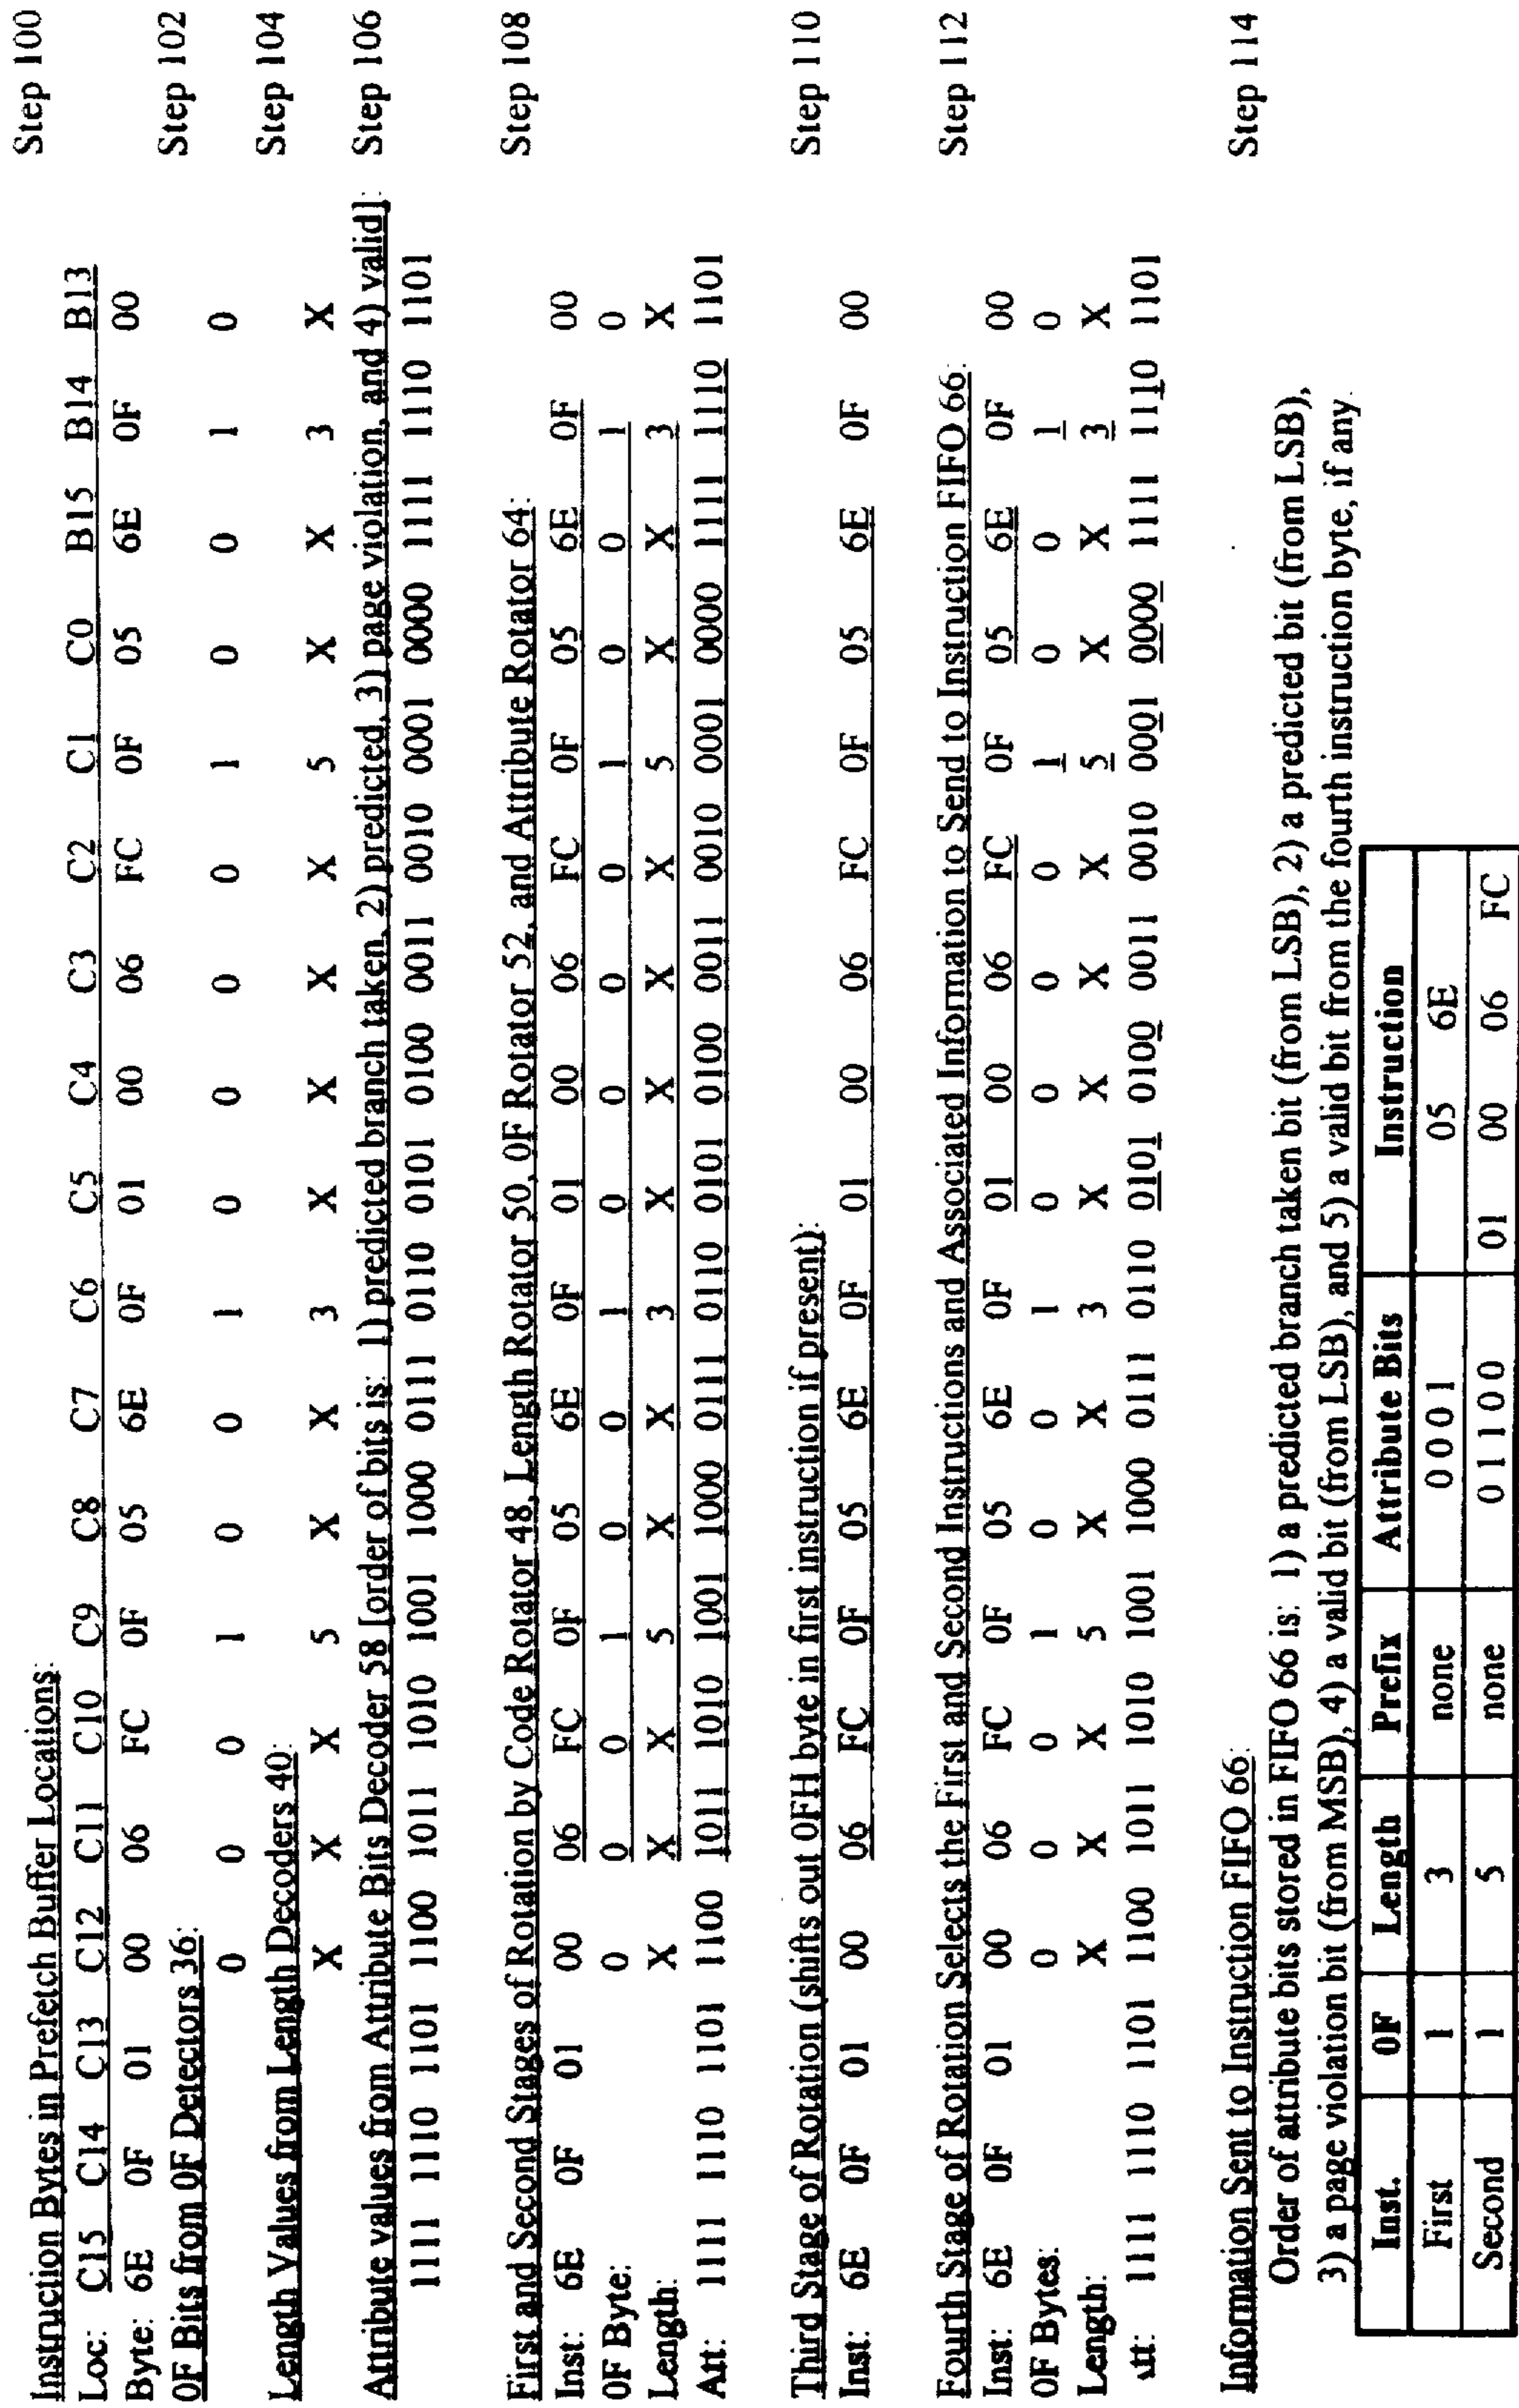 Instruction Bytes in Prefetch Buffer Locations: Step 100
Loc: C15 C14 C13 C12 C11 C10 C9 C8 C7 C6 C5 C4 C3 C2 C1 C0 B15 B14 B13
Byte: 6E 0F 01 00 06 FC 0F 05 6E 0F 01 00 06 FC 0F 05 6E 0F 00
0F Bits from 0F Detectors 36: Step 102
0 0 0 1 0 0 1 0 0 0 0 1 0 0 1 0
Length Values from Length Decoders 40: Step 104
X X X 5 X X 3 X X X X 5 X X 3 X
Attribute values from Attribute Bits Decoder 58 [order of bits is: 1) predicted branch taken, 2) predicted, 3) page violation, and 4) valid]: Step 106
1111 1110 1101 1100 1011 1010 1001 1000 0111 0110 0101 0100 0011 0010 0001 0000 1111 1110 1101
First and Second Stages of Rotation by Code Rotator 48, Length Rotator 50, 0F Rotator 52, and Attribute Rotator 64: Step 108
Inst: 6E 0F 01 00 06 FC 0F 05 6E 0F 01 00 06 FC 0F 05 6E 0F 00
0F Byte: 0 0 0 1 0 0 1 0 0 0 0 1 0 0 1 0
Length: X X X 5 X X 3 X X X X 5 X X 3 X
Att: 1111 1110 1101 1100 1011 1010 1001 1000 0111 0110 0101 0100 0011 0010 0001 0000 1111 1110 1101
Third Stage of Rotation (shifts out 0FH byte in first instruction if present): Step 110
Inst: 6E 0F 01 00 06 FC 0F 05 6E 0F 01 00 06 FC 0F 05 6E 0F 00
Fourth Stage of Rotation Selects the First and Second Instructions and Associated Information to Send to Instruction FIFO 66: Step 112
Inst: 6E 0F 01 00 06 FC 0F 05 6E 0F 01 00 06 FC 0F 05 6E 0F 00
0F Bytes: 0 0 0 1 0 0 1 0 0 0 0 1 0 0 1 0
Length: X X X 5 X X 3 X X X X 5 X X 3 X
Att: 1111 1110 1101 1100 1011 1010 1001 1000 0111 0110 0101 0100 0011 0010 0001 0000 1111 1110 1101
Information Sent to Instruction FIFO 66: Step 114
Order of attribute bits stored in FIFO 66 is: 1) a predicted branch taken bit (from LSB), 2) a predicted bit (from LSB),
3) a page violation bit (from MSB), 4) a valid bit (from LSB), and 5) a valid bit from the fourth instruction byte, if any.
Inst. 0F Length Prefix Attribute Bits Instruction
First 1 3 none 0 0 0 1 05 6E
Second 1 5 none 0 1 1 0 0 01 00 06 FC